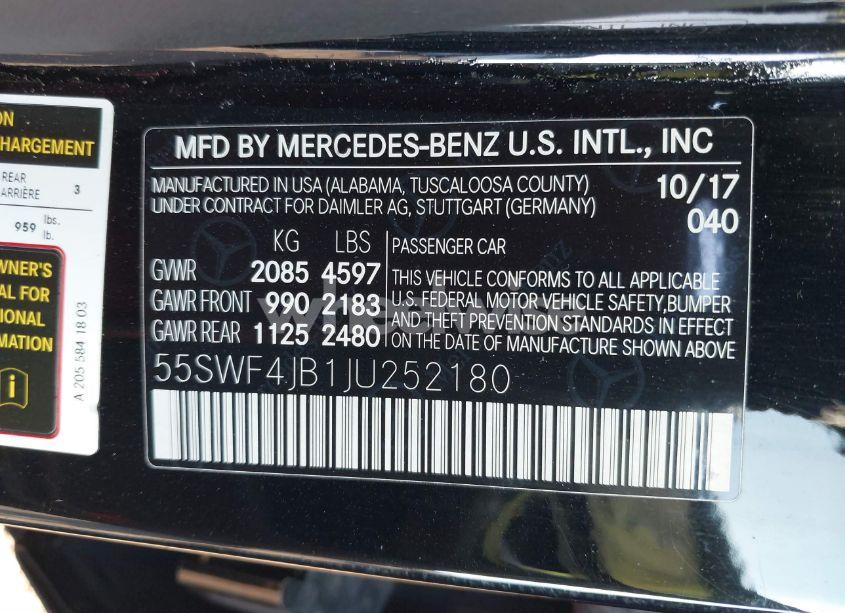 ON
CHARGEMENT
REAR
ARRIÈRE
3
959 lbs.
lb.
WNER'S
AL FOR
IONAL
RMATION
A 205 584 18 03
MFD BY MERCEDES-BENZ U.S. INTL., INC
MANUFACTURED IN USA (ALABAMA, TUSCALOOSA COUNTY)
UNDER CONTRACT FOR DAIMLER AG, STUTTGART (GERMANY)
10/17
040
KG LBS
GWR 2085 4597
GAWR FRONT 990 2183
GAWR REAR 1125 2480
PASSENGER CAR
THIS VEHICLE CONFORMS TO ALL APPLICABLE
U.S. FEDERAL MOTOR VEHICLE SAFETY, BUMPER
AND THEFT PREVENTION STANDARDS IN EFFECT
ON THE DATE OF MANUFACTURE SHOWN ABOVE
55SWF4JB1JU252180